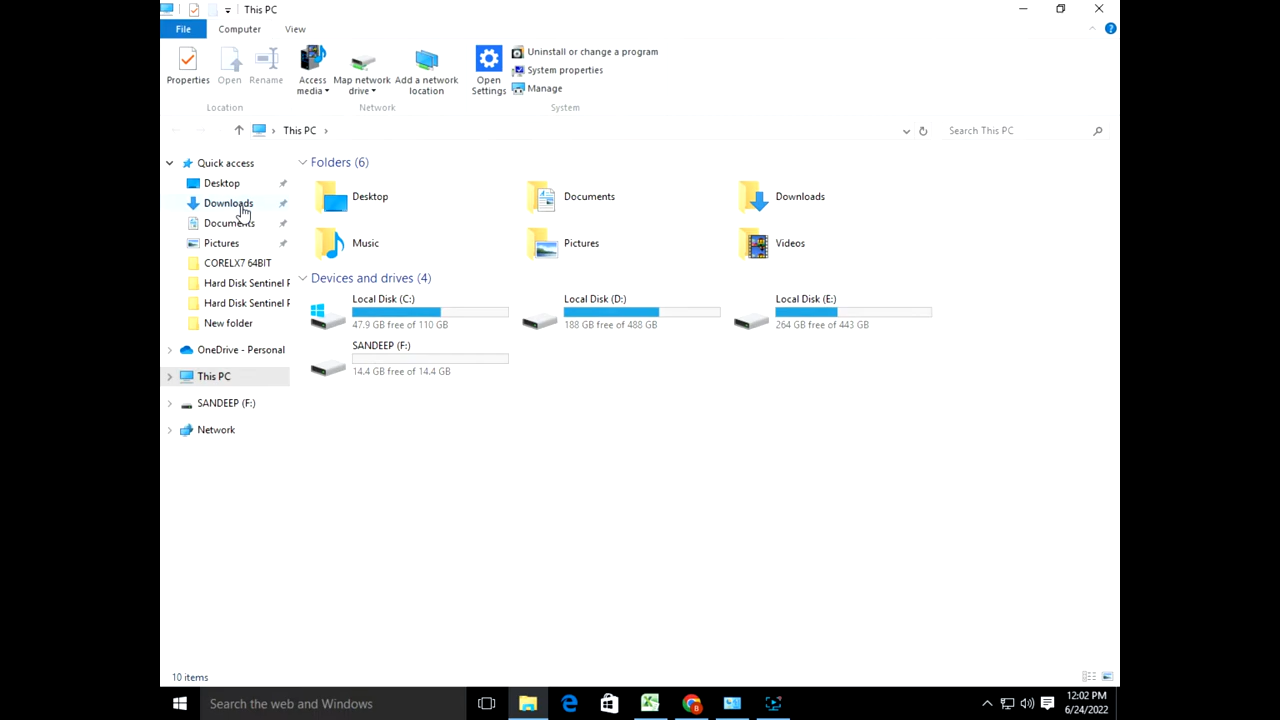 This PC
File Computer View
Properties Open Rename Access media Map network drive Add a network location Open Settings Uninstall or change a program
System properties
Manage
Location Network System
This PC
Search This PC
Quick access
Desktop
Downloads
Documents
Pictures
CORELX7 64BIT
Hard Disk Sentinel P
Hard Disk Sentinel P
New folder
OneDrive - Personal
This PC
SANDEEP (F:)
Network
Folders (6)
Desktop Documents Downloads
Music Pictures Videos
Devices and drives (4)
Local Disk (C:) Local Disk (D:) Local Disk (E:)
47.9 GB free of 110 GB 188 GB free of 488 GB 264 GB free of 443 GB
SANDEEP (F:)
14.4 GB free of 14.4 GB
10 items
Search the web and Windows
12:02 PM
6/24/2022